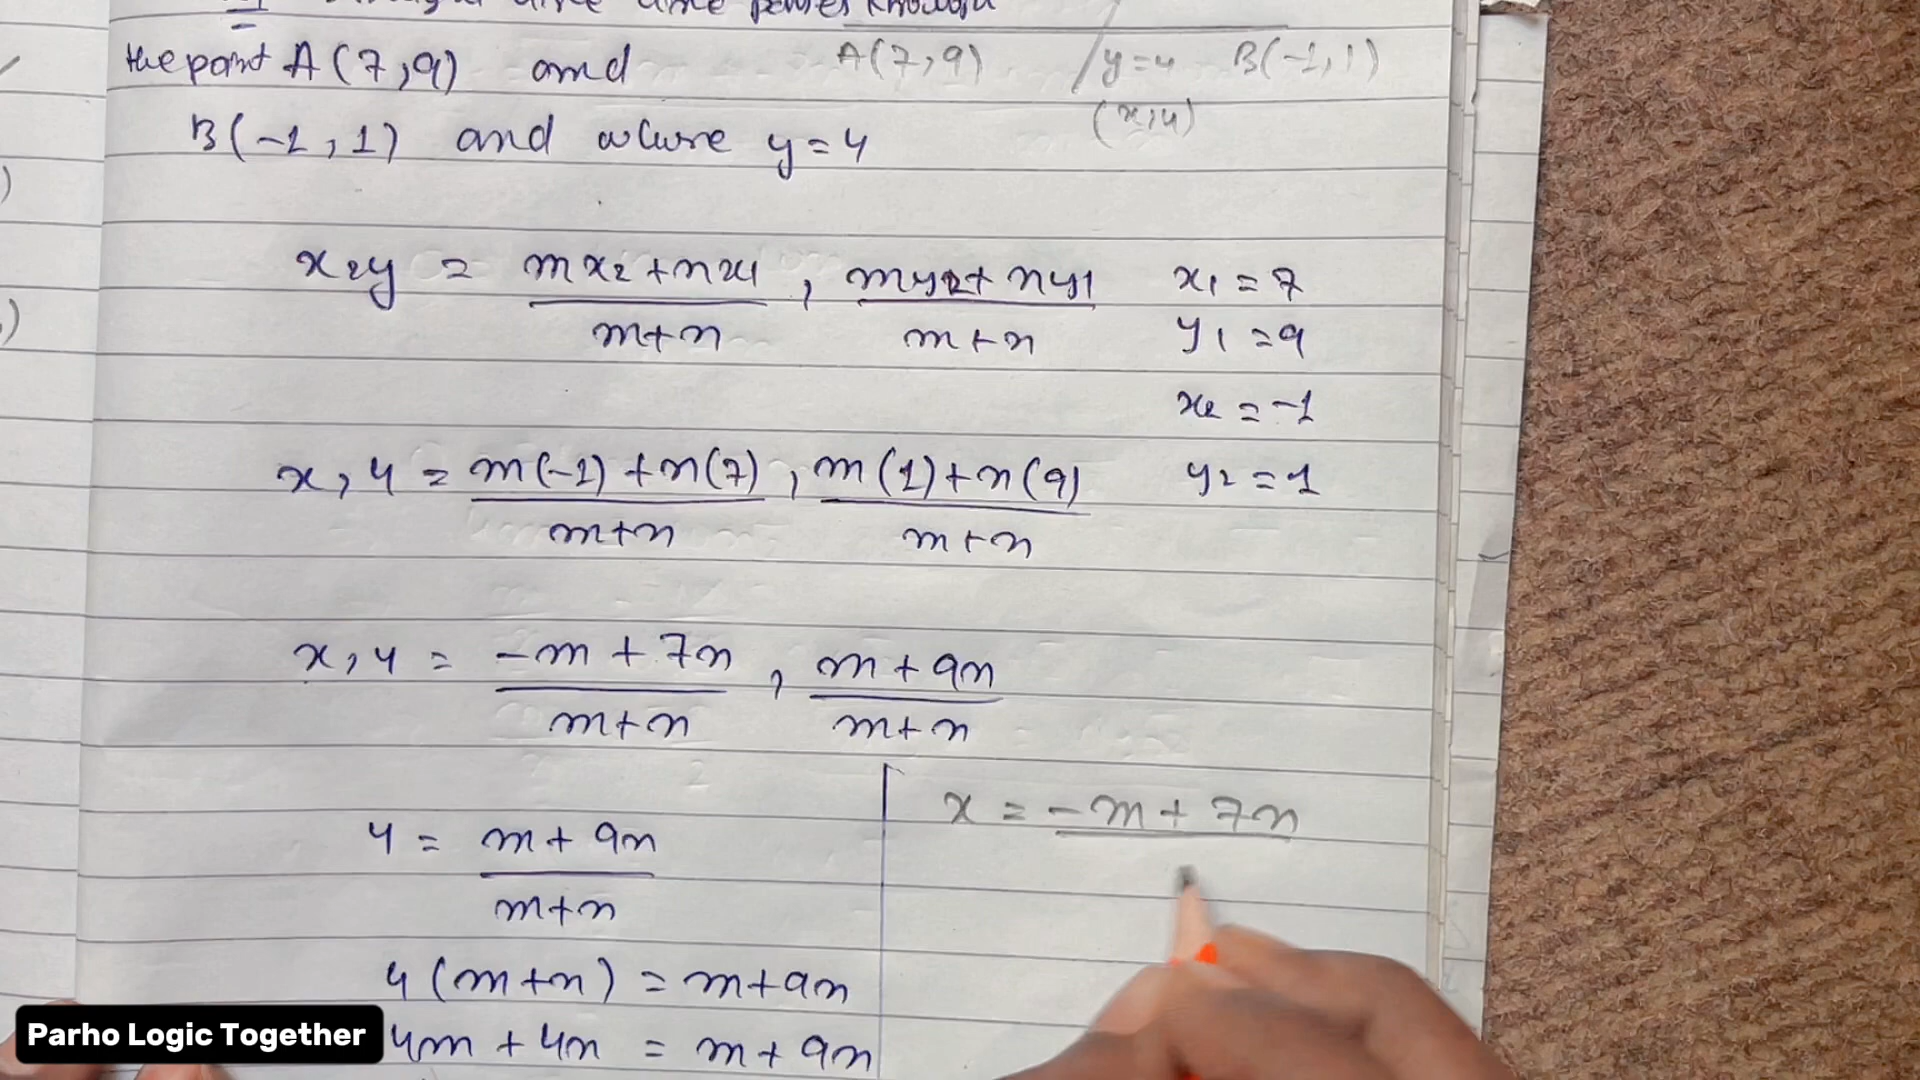 the point A(7,9) and
B(-1,1) and where y=4
A(7,9) / y=4 B(-1,1)
(x,4)
x,y = mx2+nx1/m+n , my2+ny1/m+n
x1=7
y1=9
x2=-1
y2=1
x,4 = m(-1)+n(7)/m+n , m(1)+n(9)/m+n
x,4 = -m+7n/m+n , m+9n/m+n
4 = m+9n/m+n
4(m+n) = m+9n
4m+4n = m+9n
x = -m+7n
Parho Logic Together